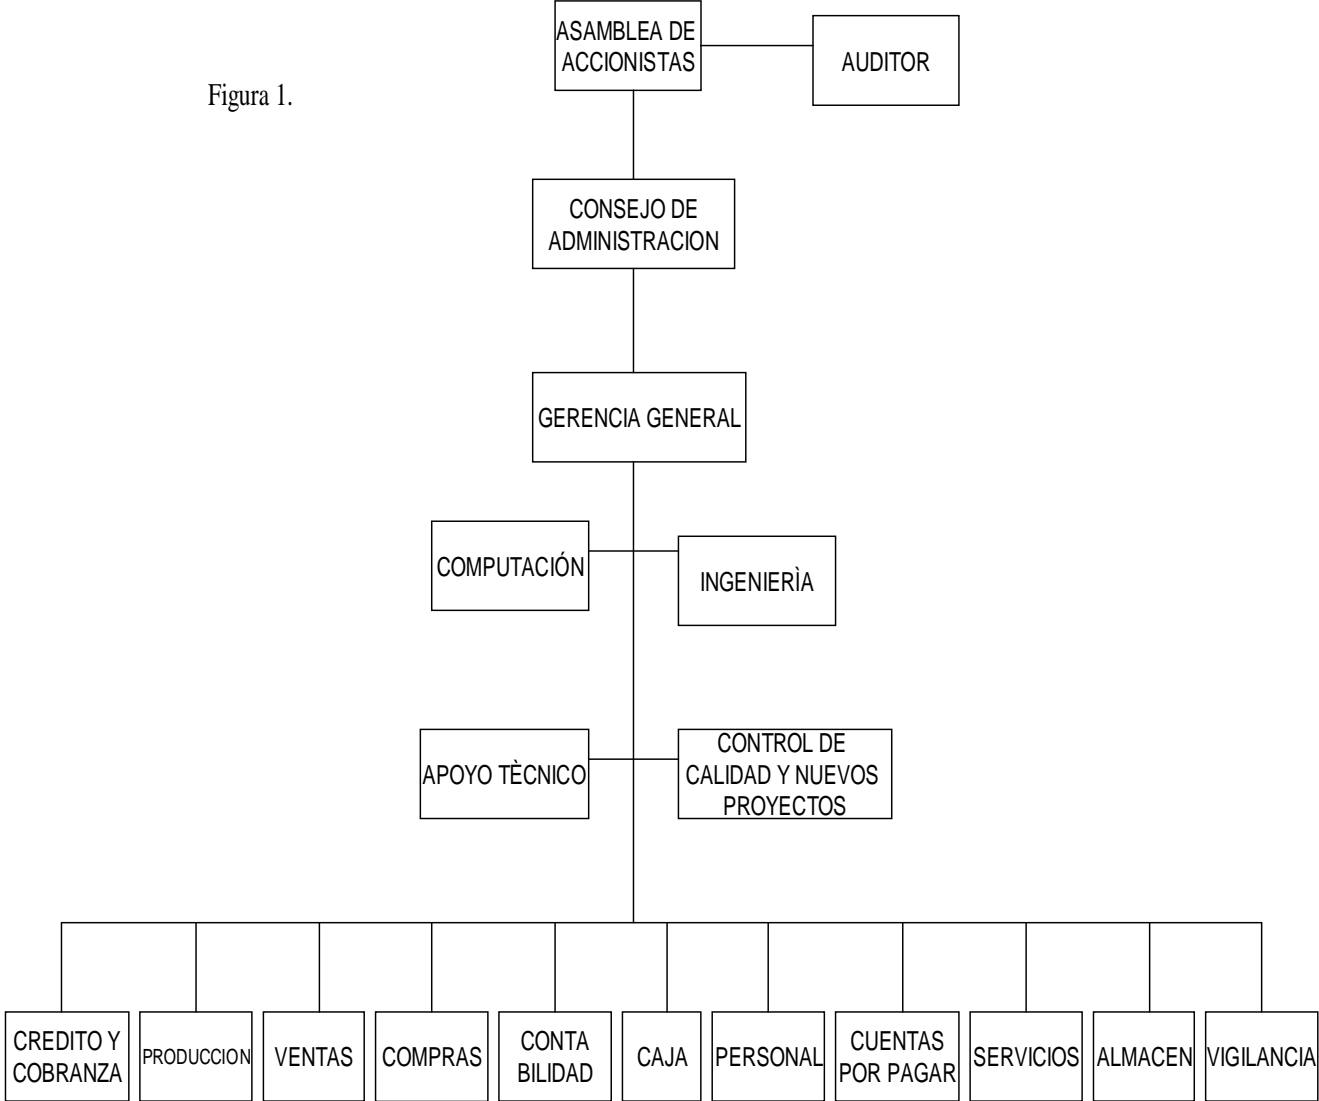 ASAMBLEA DE
ACCIONISTAS
AUDITOR
Figura 1.
CONSEJO DE
ADMINISTRACION
GERENCIA GENERAL
COMPUTACIÓN
INGENIERÌA
APOYO TÈCNICO
CONTROL DE
CALIDAD Y NUEVOS
PROYECTOS
CREDITO Y
COBRANZA
PRODUCCION
VENTAS
COMPRAS
CONTA
BILIDAD
CAJA
PERSONAL
CUENTAS
POR PAGAR
SERVICIOS
ALMACEN
VIGILANCIA